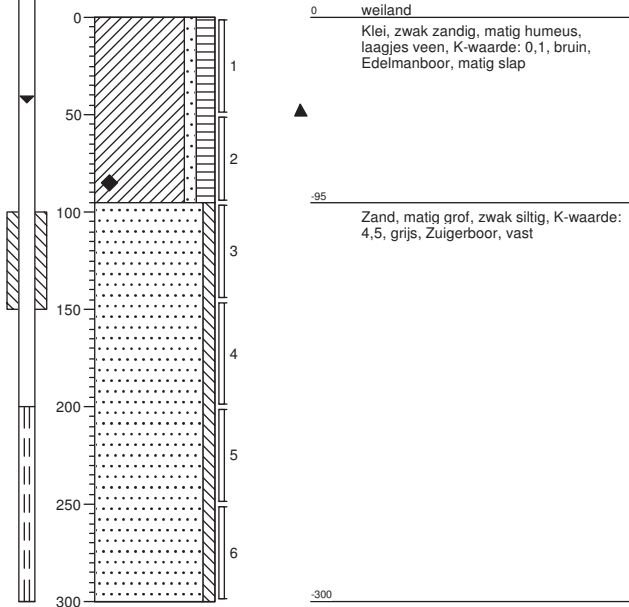 0
50
100
150
200
250
300
1
2
3
4
5
6
0 weiland
Klei, zwak zandig, matig humeus,
laagjes veen, K-waarde: 0,1, bruin,
Edelmanboor, matig slap
-95
Zand, matig grof, zwak siltig, K-waarde:
4,5, grijs, Zuigerboor, vast
-300